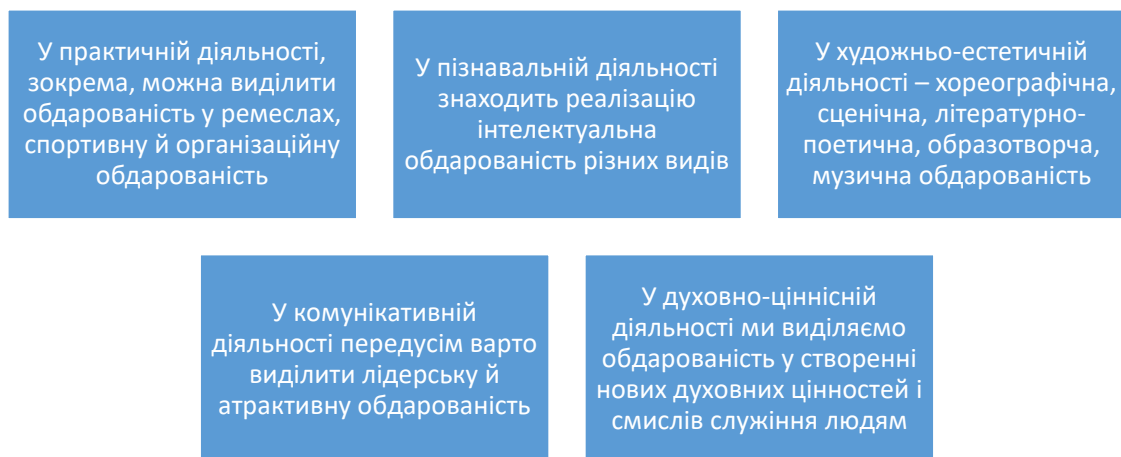 У практичній діяльності,
зокрема, можна виділити
обдарованість у ремеслах,
спортивну й організаційну
обдарованість
У пізнавальній діяльності
знаходить реалізацію
інтелектуальна
обдарованість різних видів
У художньо-естетичній
діяльності – хореографічна,
сценічна, літературно-
поетична, образотворча,
музична обдарованість
У комунікативній
діяльності передусім варто
виділити лідерську й
атрактивну обдарованість
У духовно-ціннісній
діяльності ми виділяємо
обдарованість у створенні
нових духовних цінностей і
смислів служіння людям